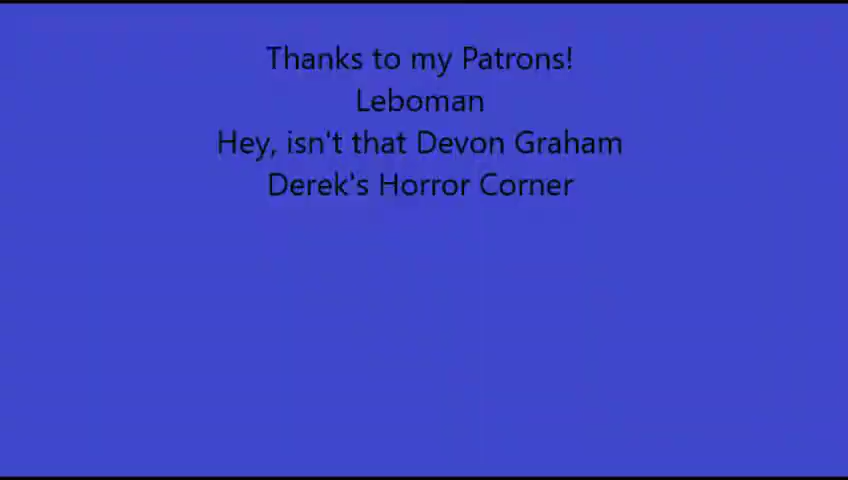 Thanks to my Patrons!
Leboman
Hey, isn't that Devon Graham
Derek's Horror Corner